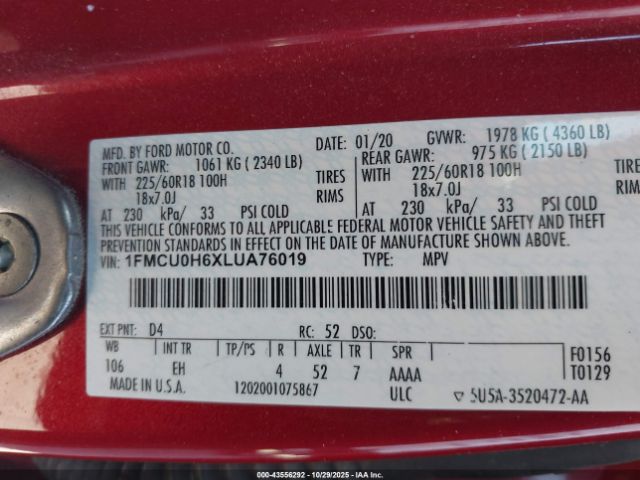 MFD. BY FORD MOTOR CO.
DATE: 01/20 GVWR: 1978 KG ( 4360 LB)
FRONT GAWR: 1061 KG ( 2340 LB) REAR GAWR: 975 KG ( 2150 LB)
WITH 225/60R18 100H TIRES WITH 225/60R18 100H TIRES
18x7.0J RIMS 18x7.0J RIMS
AT 230 kPa/ 33 PSI COLD AT 230 kPa/ 33 PSI COLD
THIS VEHICLE CONFORMS TO ALL APPLICABLE FEDERAL MOTOR VEHICLE SAFETY AND THEFT
PREVENTION STANDARDS IN EFFECT ON THE DATE OF MANUFACTURE SHOWN ABOVE.
VIN: 1FMCU0H6XLUA76019 TYPE: MPV
EXT PNT: D4 RC: 52 DSO:
WB INT TR TP/PS R AXLE TR SPR F0156
106 EH 4 52 7 AAAA T0129
MADE IN U.S.A. 1202001075867 ULC ▽ 5U5A-3520472-AA
000-43556292 - 10/29/2025 - IAAI.COM